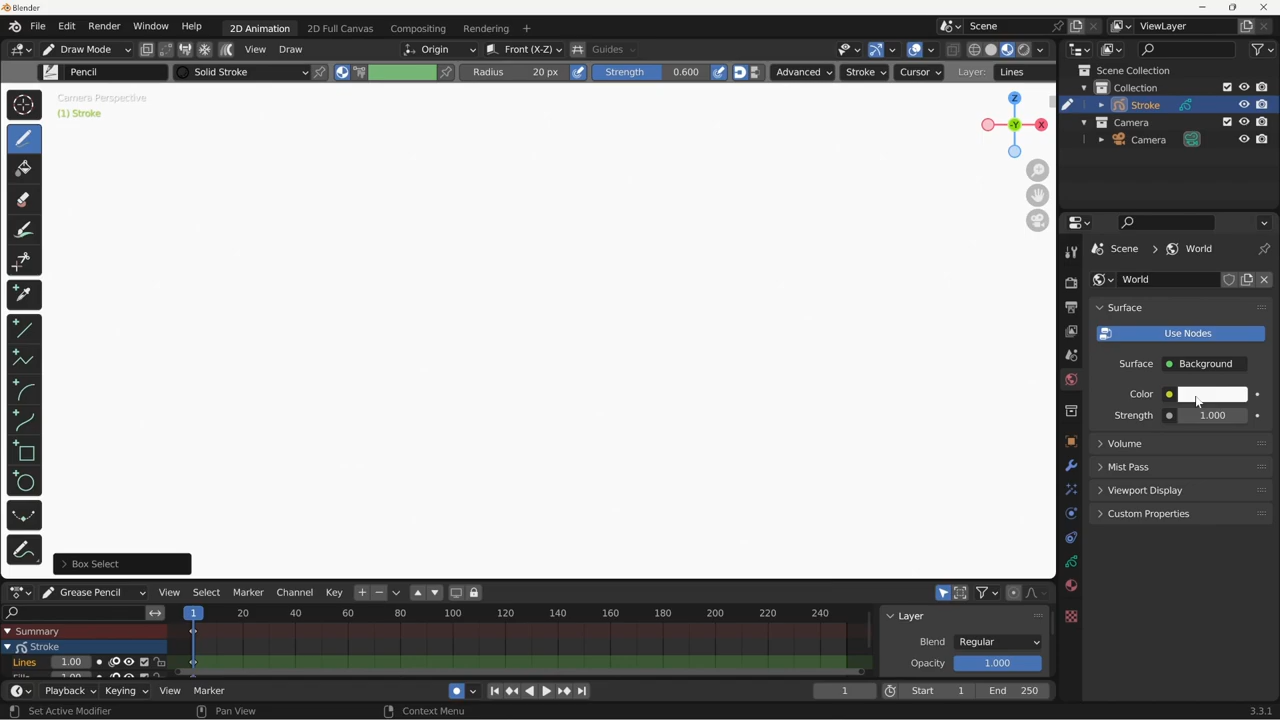 Blender
File Edit Render Window Help 2D Animation 2D Full Canvas Compositing Rendering + Scene ViewLayer
Draw Mode View Draw Origin Front (X-Z) Guides
Pencil Solid Stroke Radius 20 px Strength 0.600 Advanced Stroke Cursor Layer: Lines
Camera Perspective
(1) Stroke
Z
-Y X
Box Select
Scene Collection
Collection
Stroke
Camera
Camera
Scene > World
World
Surface
Use Nodes
Surface Background
Color
Strength 1.000
Volume
Mist Pass
Viewport Display
Custom Properties
Grease Pencil View Select Marker Channel Key
1 20 40 60 80 100 120 140 160 180 200 220 240
Summary
Stroke
Lines 1.00
Layer
Blend Regular
Opacity 1.000
Playback Keying View Marker 1 Start 1 End 250
Set Active Modifier Pan View Context Menu 3.3.1